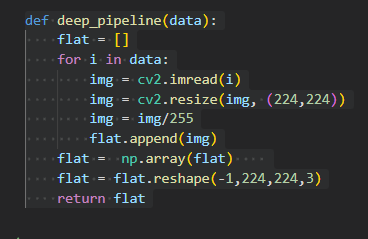 def deep_pipeline(data):
    flat = []
    for i in data:
        img = cv2.imread(i)
        img = cv2.resize(img, (224,224))
        img = img/255
        flat.append(img)
    flat =  np.array(flat)
    flat = flat.reshape(-1,224,224,3)
    return flat